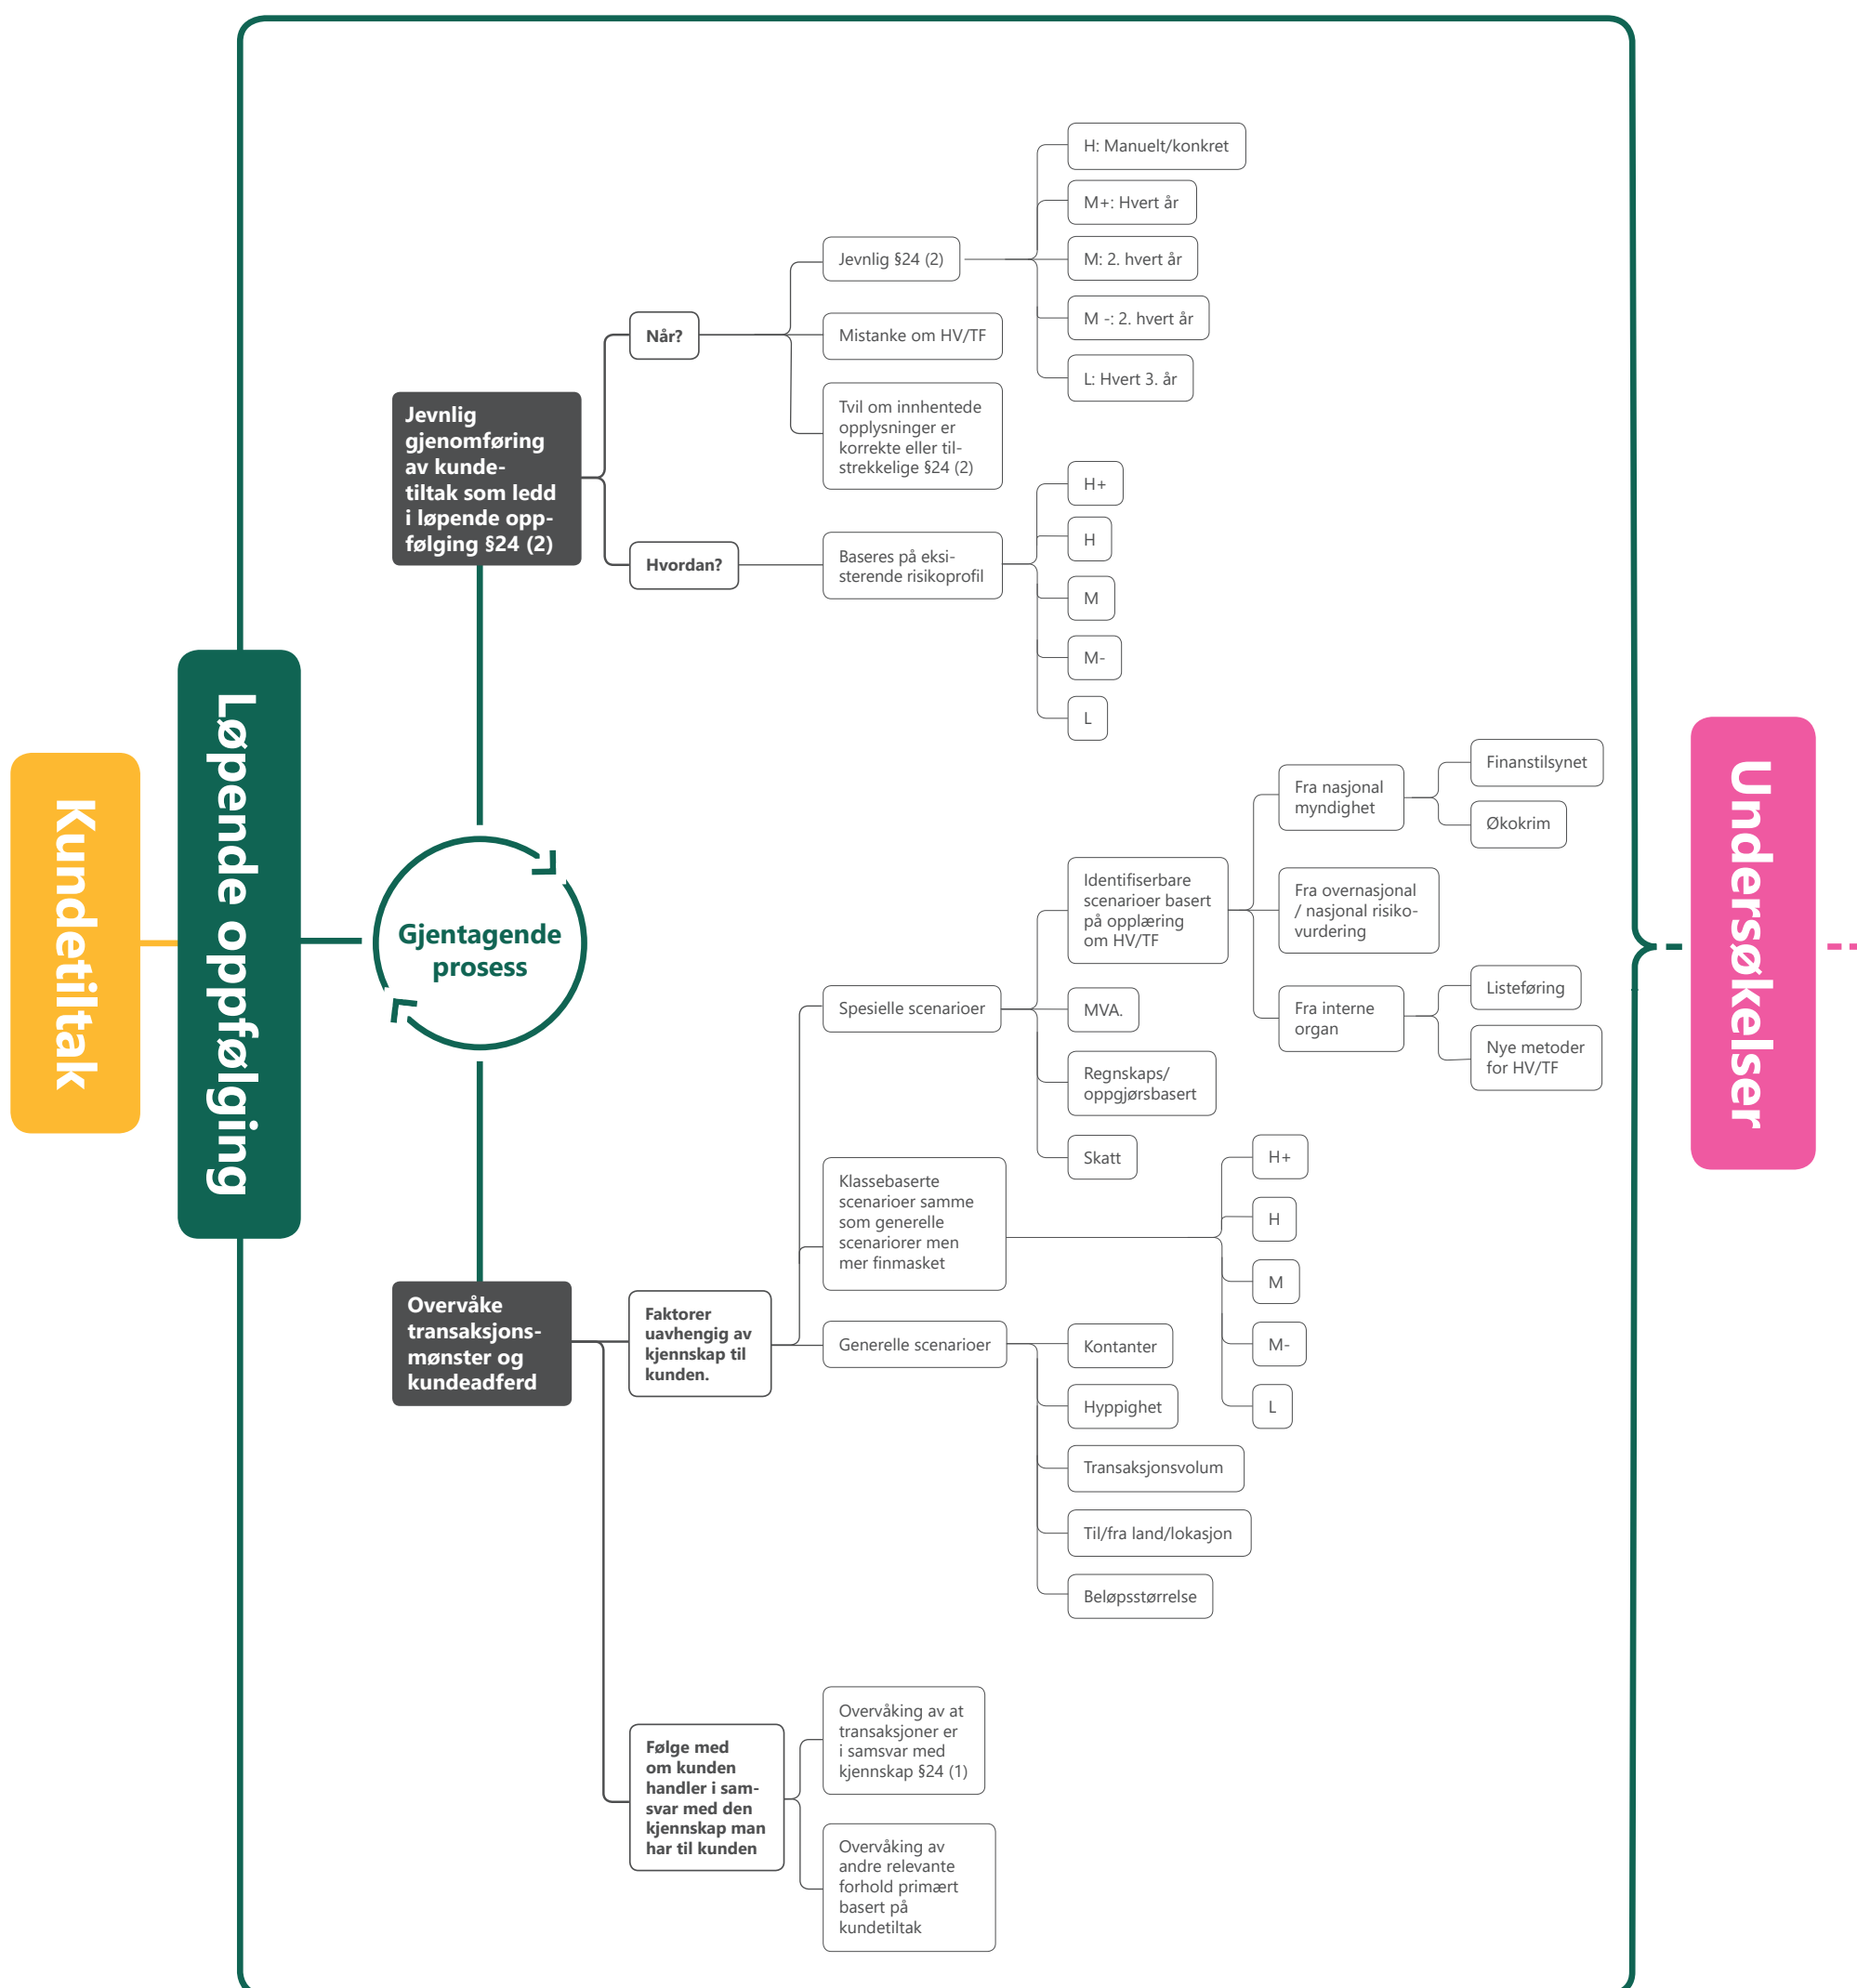 Kundetiltak
Løpende oppfølging
Gjentagende
prosess
Jevnlig
gjenomføring
av kunde-
tiltak som ledd
i løpende opp-
følging §24 (2)
Når?
Jevnlig §24 (2)
H: Manuelt/konkret
M+: Hvert år
M: 2. hvert år
M -: 2. hvert år
L: Hvert 3. år
Mistanke om HV/TF
Tvil om innhentede
opplysninger er
korrekte eller til-
strekkelige §24 (2)
Hvordan?
Baseres på eksi-
sterende risikoprofil
H+
H
M
M-
L
Overvåke
transaksjons-
mønster og
kundeadferd
Faktorer
uavhengig av
kjennskap til
kunden.
Spesielle scenarioer
Identifiserbare
scenarioer basert
på opplæring
om HV/TF
Fra nasjonal
myndighet
Finanstilsynet
Økokrim
Fra overnasjonal
/ nasjonal risiko-
vurdering
Fra interne
organ
Listeføring
Nye metoder
for HV/TF
MVA.
Regnskaps/
oppgjørsbasert
Skatt
Klassebaserte
scenarioer samme
som generelle
scenariorer men
mer finmasket
H+
H
M
M-
L
Generelle scenarioer
Kontanter
Hyppighet
Transaksjonsvolum
Til/fra land/lokasjon
Beløpsstørrelse
Følge med
om kunden
handler i sam-
svar med den
kjennskap man
har til kunden
Overvåking av at
transaksjoner er
i samsvar med
kjennskap §24 (1)
Overvåking av
andre relevante
forhold primært
basert på
kundetiltak
Undersøkelser